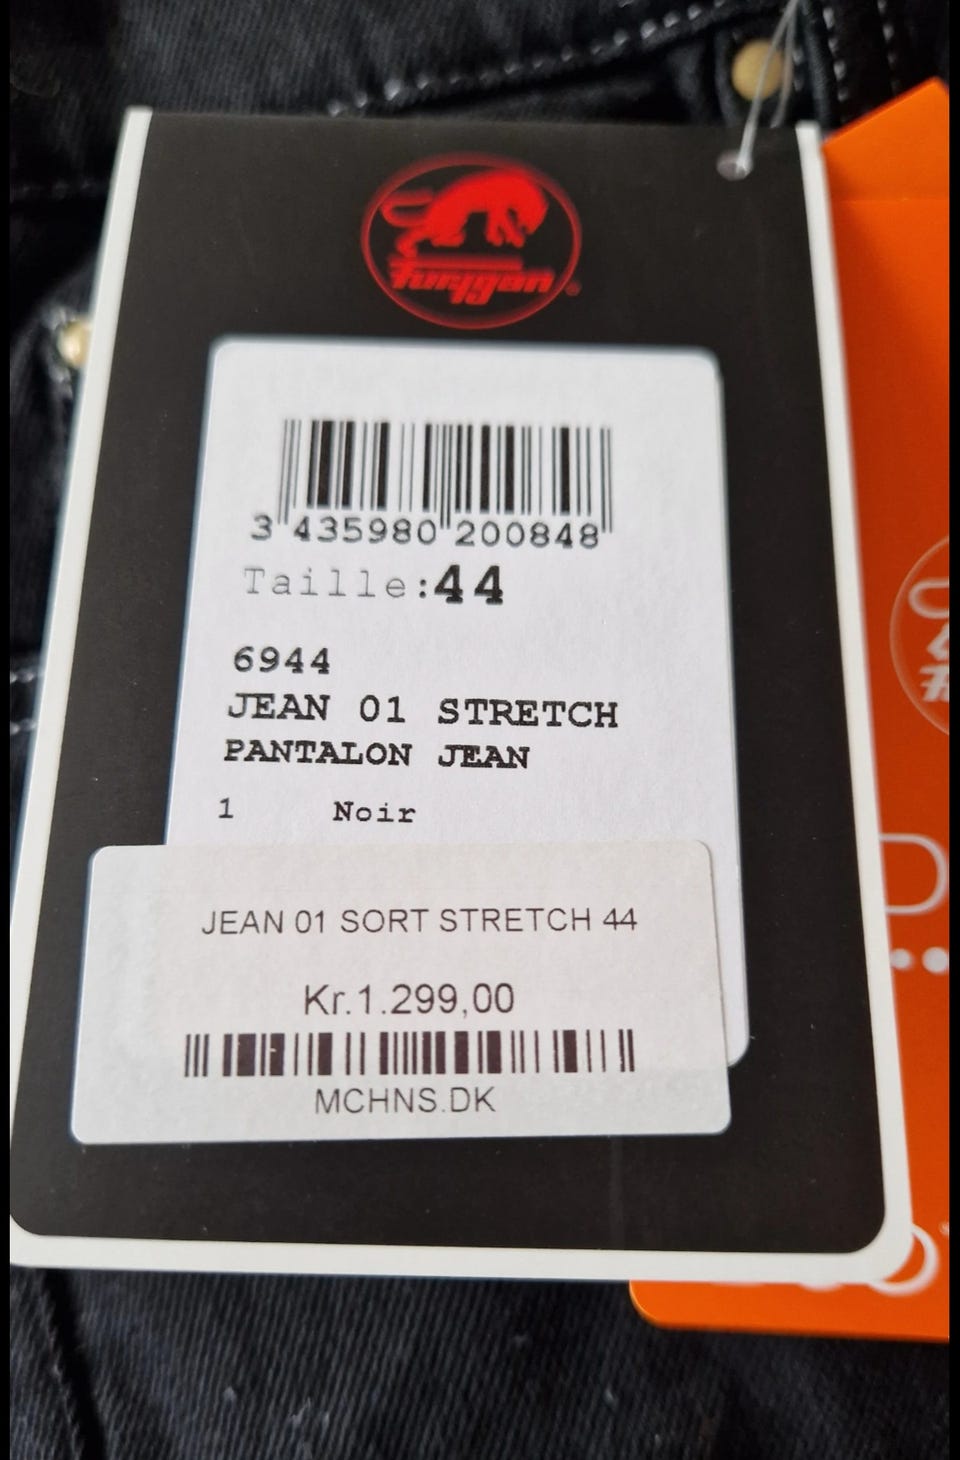 Furygan
3 435980 200848
Taille:44
6944
JEAN 01 STRETCH
PANTALON JEAN
1 Noir
JEAN 01 SORT STRETCH 44
Kr.1.299,00
MCHNS.DK